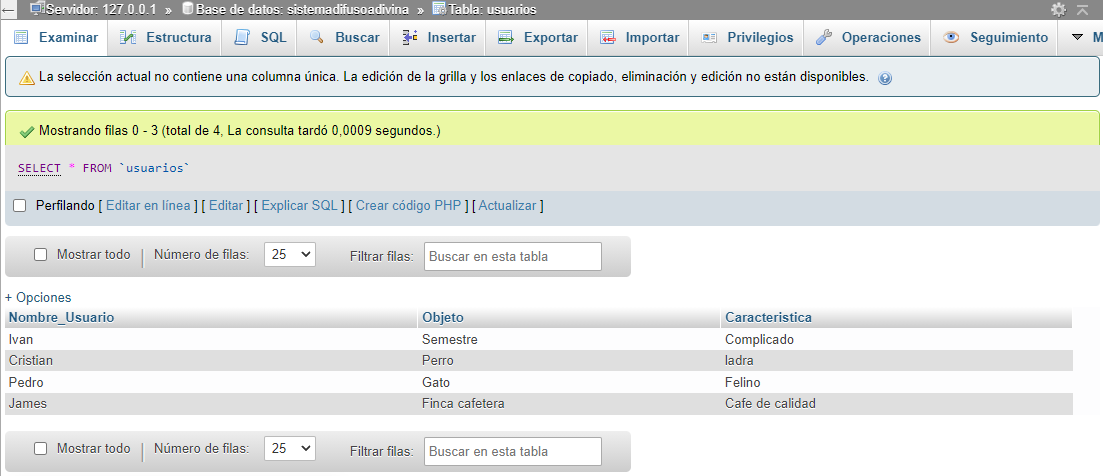 Servidor: 127.0.0.1 » Base de datos: sistemadifusoadivina » Tabla: usuarios
Examinar Estructura SQL Buscar Insertar Exportar Importar Privilegios Operaciones Seguimiento M
La selección actual no contiene una columna única. La edición de la grilla y los enlaces de copiado, eliminación y edición no están disponibles.
Mostrando filas 0 - 3 (total de 4, La consulta tardó 0,0009 segundos.)
SELECT * FROM `usuarios`
Perfilando [ Editar en línea ] [ Editar ] [ Explicar SQL ] [ Crear código PHP ] [ Actualizar ]
Mostrar todo | Número de filas: 25 Filtrar filas: Buscar en esta tabla
+ Opciones
Nombre_Usuario Objeto Caracteristica
Ivan Semestre Complicado
Cristian Perro ladra
Pedro Gato Felino
James Finca cafetera Cafe de calidad
Mostrar todo | Número de filas: 25 Filtrar filas: Buscar en esta tabla